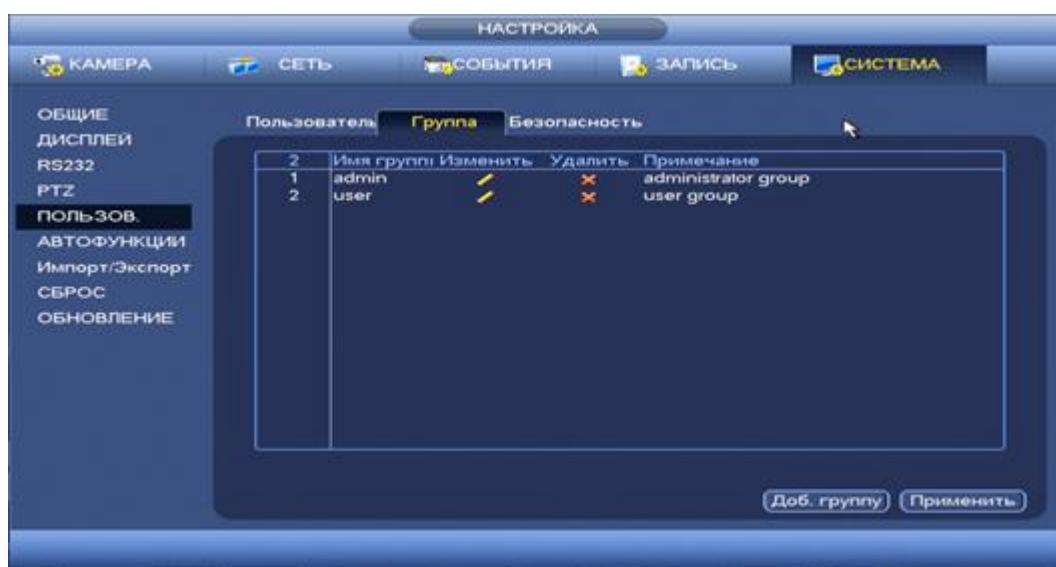 НАСТРОЙКА
КАМЕРА СЕТЬ СОБЫТИЯ ЗАПИСЬ СИСТЕМА
ОБЩИЕ
ДИСПЛЕЙ
RS232
PTZ
ПОЛЬЗОВ.
АВТОФУНКЦИИ
Импорт/Экспорт
СБРОС
ОБНОВЛЕНИЕ
Пользователь Группа Безопасность
2 Имя группы Изменить Удалить Примечание
1 admin administrator group
2 user user group
Доб. группу Применить